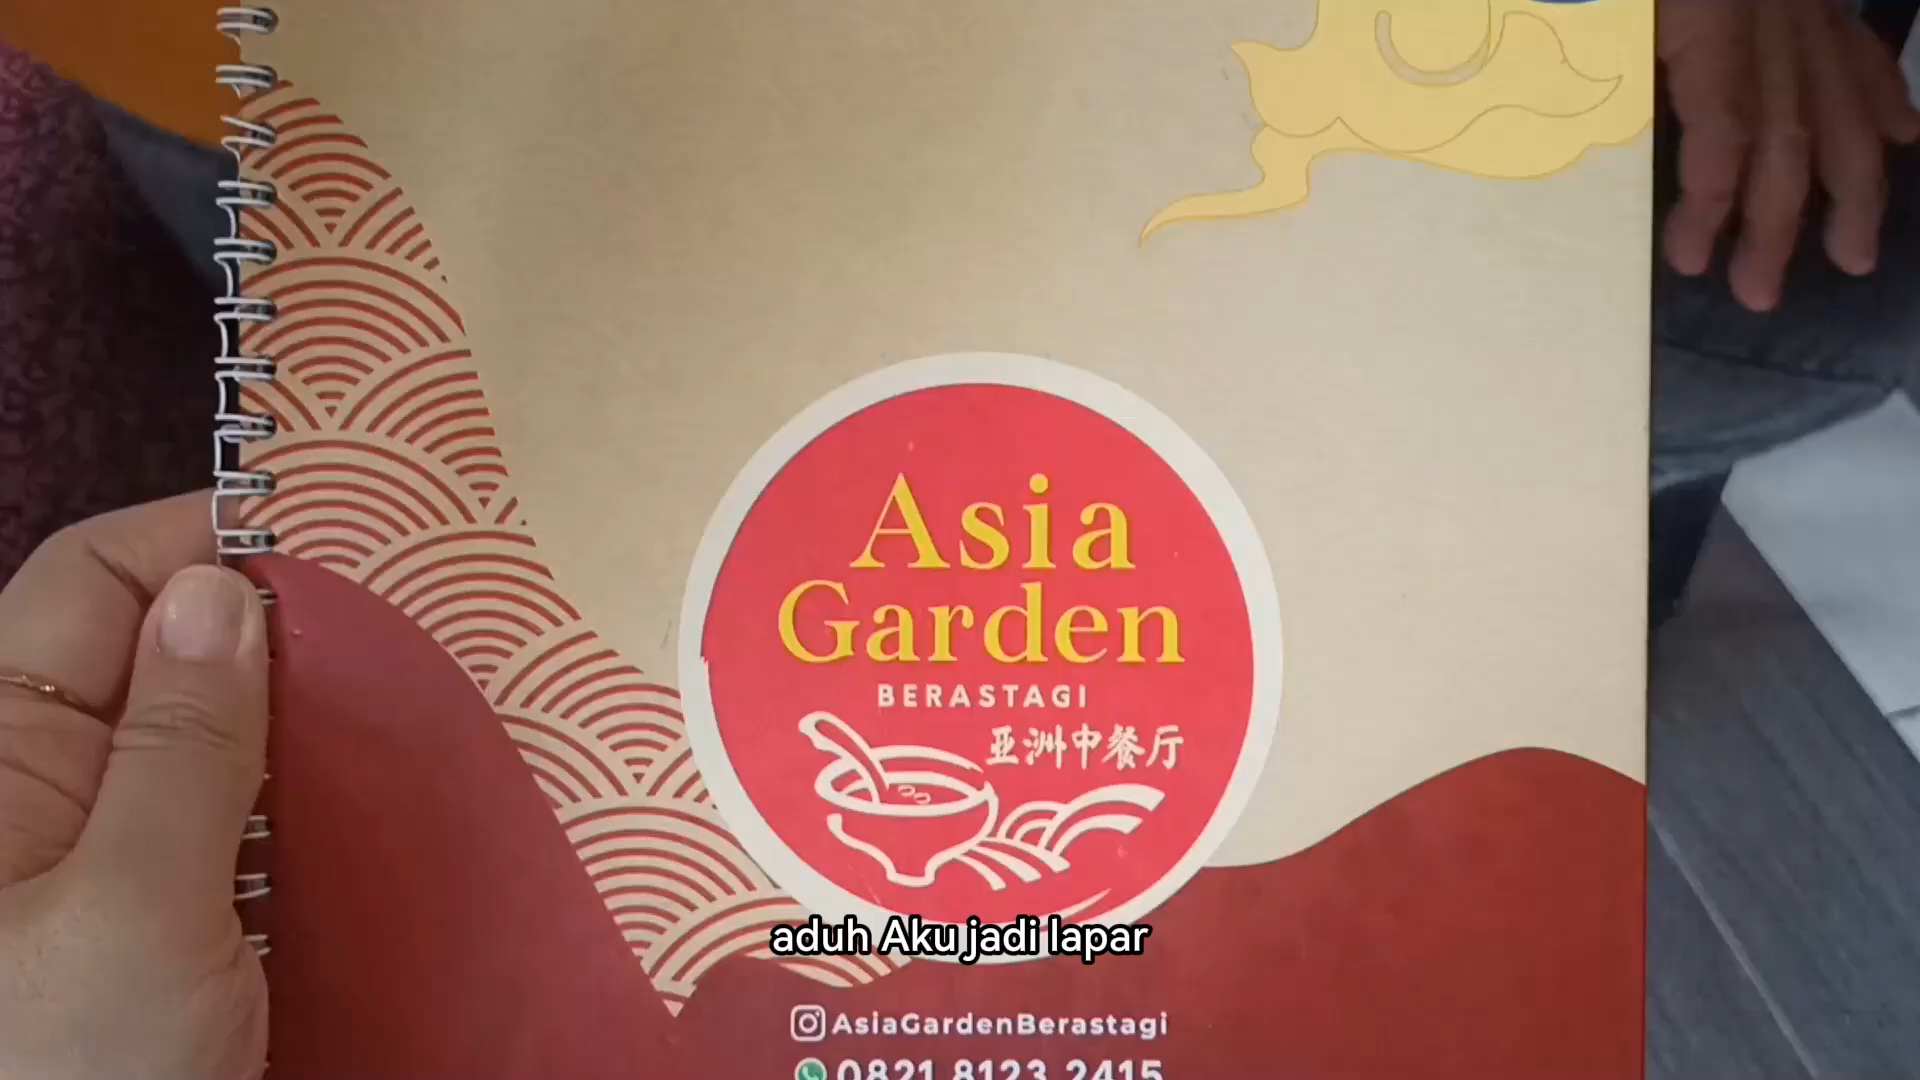 Asia
Garden
BERASTAGI
亚洲中餐厅
aduh Aku jadi lapar
AsiaGardenBerastagi
0821 8123 2415